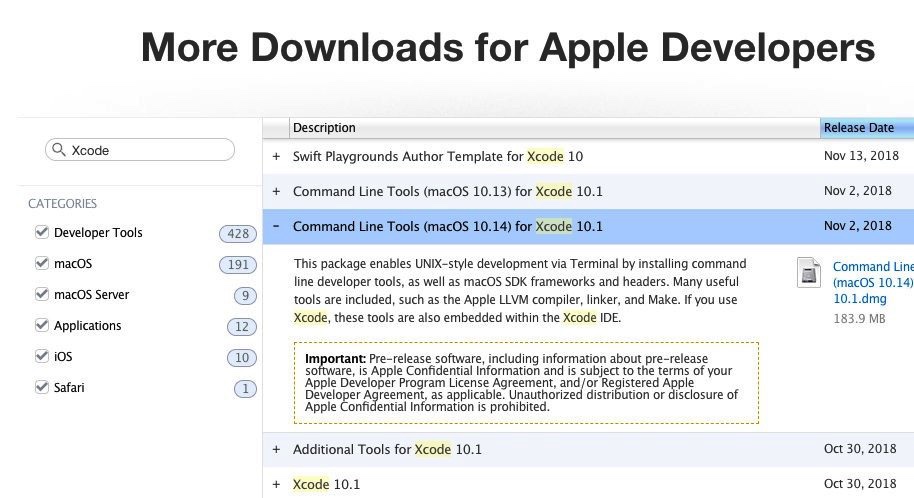 More Downloads for Apple Developers
Description Release Date
Xcode
CATEGORIES
Developer Tools 428
macOS 191
macOS Server 9
Applications 12
iOS 10
Safari 1
+ Swift Playgrounds Author Template for Xcode 10 Nov 13, 2018
+ Command Line Tools (macOS 10.13) for Xcode 10.1 Nov 2, 2018
- Command Line Tools (macOS 10.14) for Xcode 10.1 Nov 2, 2018
This package enables UNIX-style development via Terminal by installing command
line developer tools, as well as macOS SDK frameworks and headers. Many useful
tools are included, such as the Apple LLVM compiler, linker, and Make. If you use
Xcode, these tools are also embedded within the Xcode IDE.
Command Line
(macOS 10.14)
10.1.dmg
183.9 MB
Important: Pre-release software, including information about pre-release
software, is Apple Confidential Information and is subject to the terms of your
Apple Developer Program License Agreement, and/or Registered Apple
Developer Agreement, as applicable. Unauthorized distribution or disclosure of
Apple Confidential Information is prohibited.
+ Additional Tools for Xcode 10.1 Oct 30, 2018
+ Xcode 10.1 Oct 30, 2018